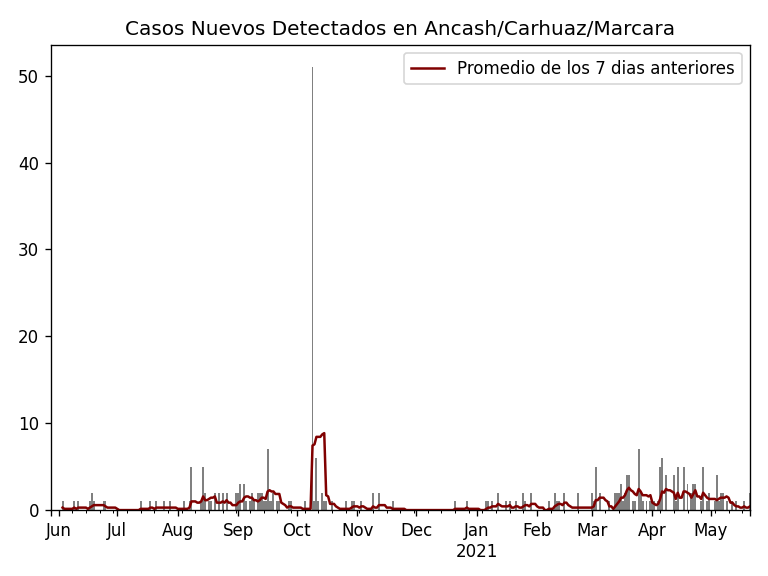 Casos Nuevos Detectados en Ancash/Carhuaz/Marcara
Promedio de los 7 dias anteriores
50
40
30
20
10
0
Jun Jul Aug Sep Oct Nov Dec Jan Feb Mar Apr May
2021